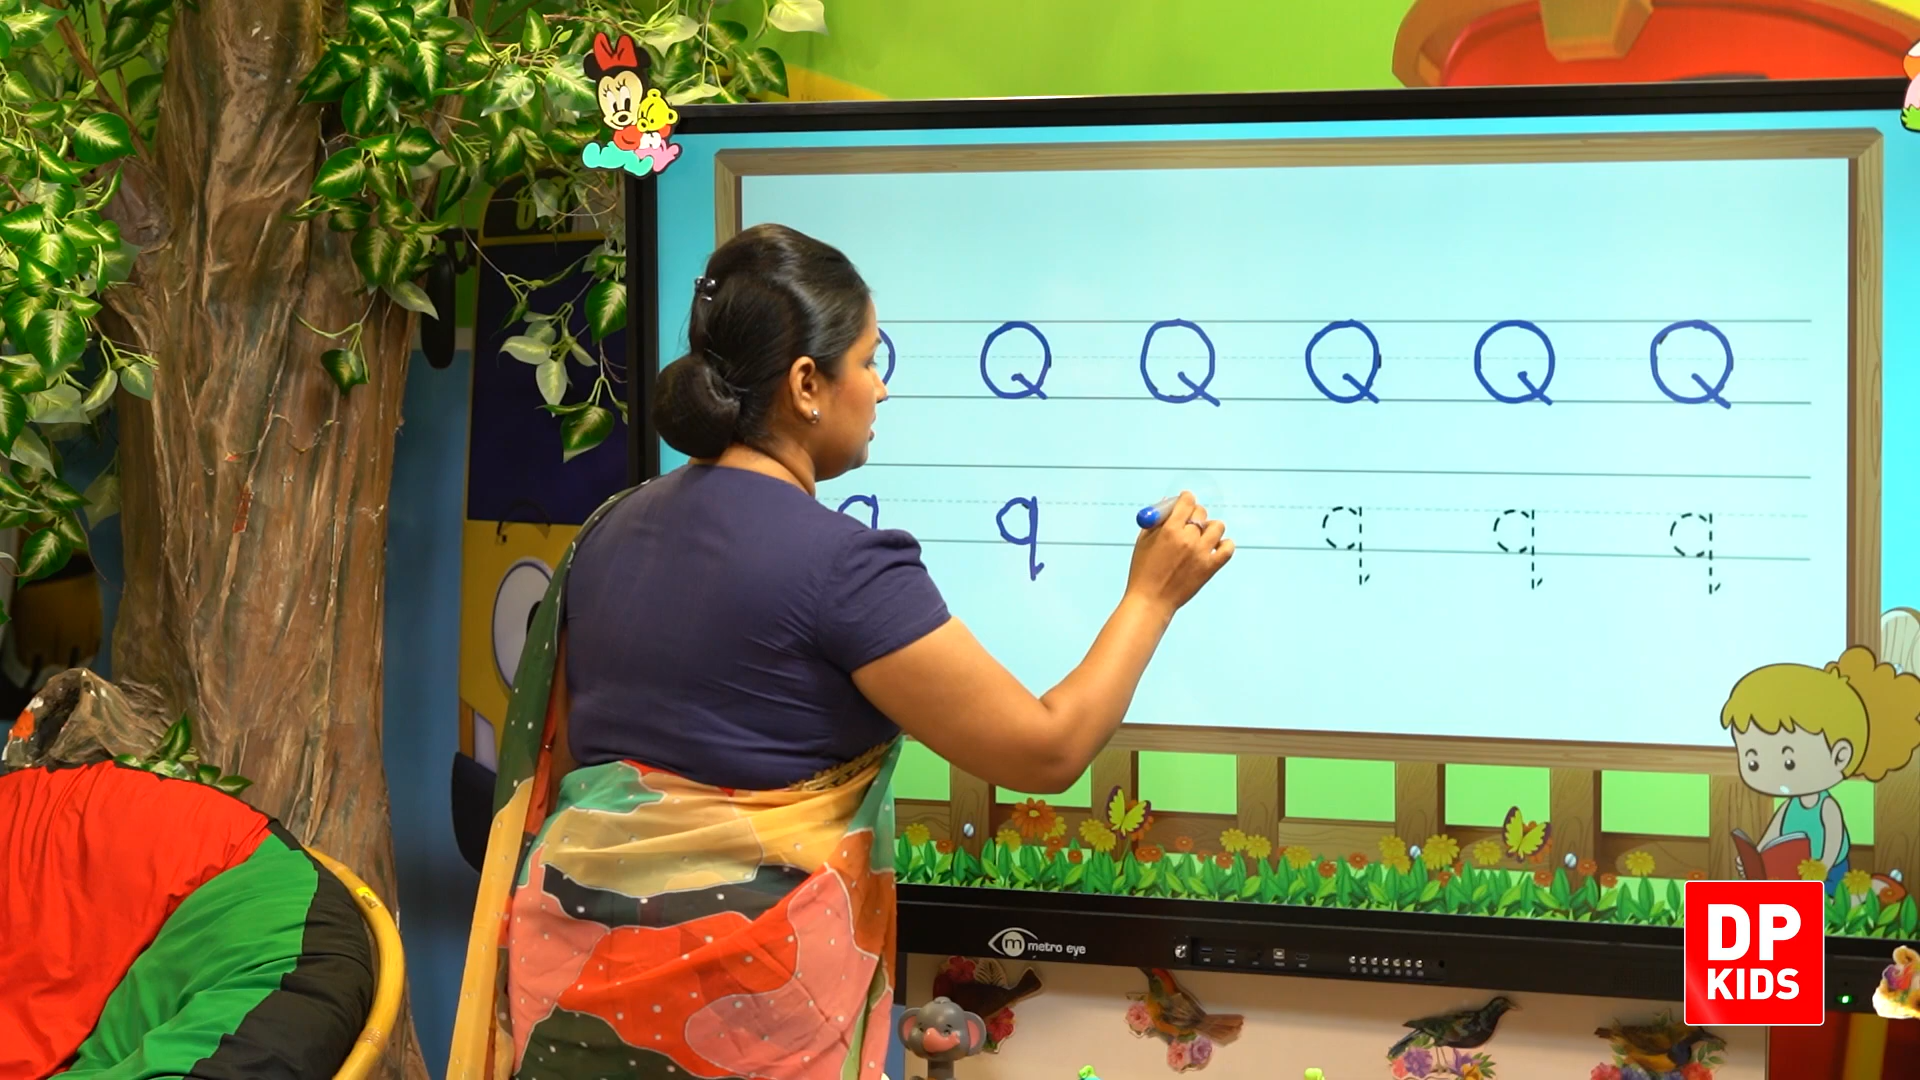 Q Q Q Q Q Q
q q q q q
metro eye
DP
KIDS